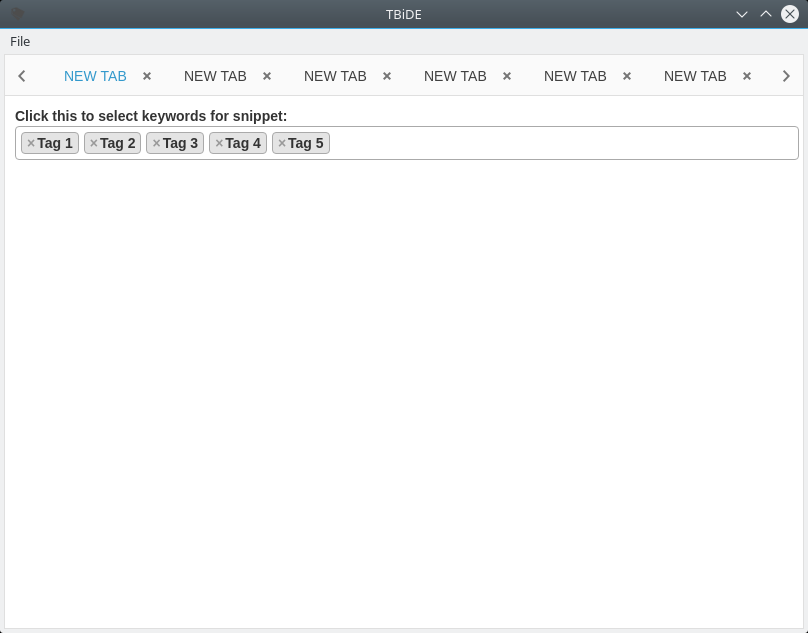 TBiDE
File
NEW TAB × NEW TAB × NEW TAB × NEW TAB × NEW TAB × NEW TAB ×
Click this to select keywords for snippet:
×Tag 1 ×Tag 2 ×Tag 3 ×Tag 4 ×Tag 5